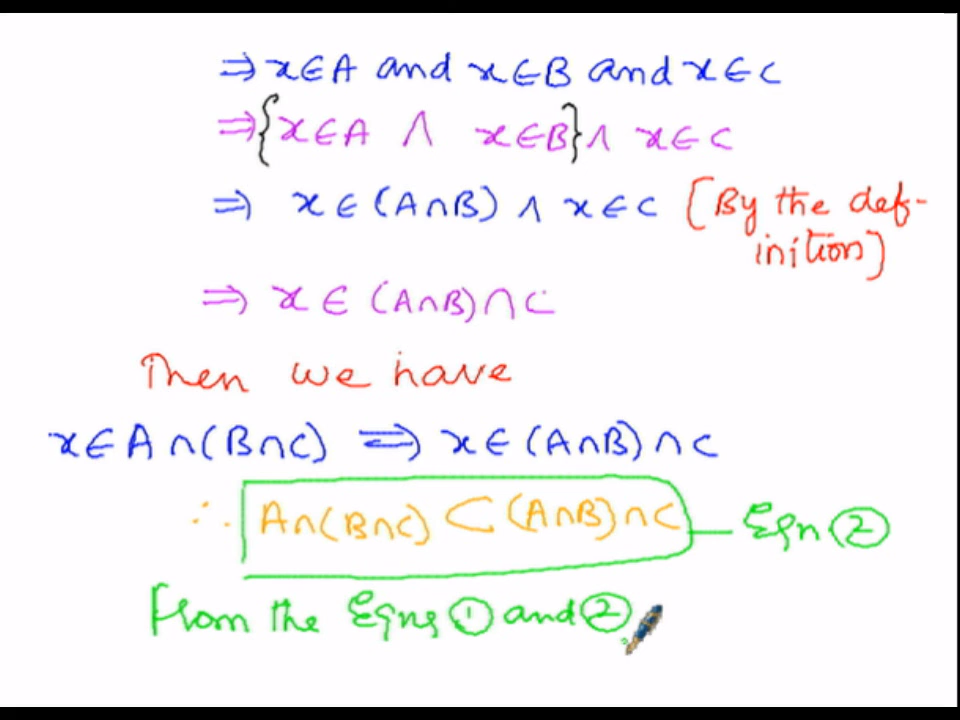 ⇒ x∈A and x∈B and x∈C
⇒ {x∈A ∧ x∈B} ∧ x∈C
⇒ x∈(A∩B) ∧ x∈C [By the def-
inition]
⇒ x∈(A∩B)∩C
Then we have
x∈A∩(B∩C) ⇒ x∈(A∩B)∩C
∴ A∩(B∩C) ⊂ (A∩B)∩C — Eqn ②
From the Eqns ① and ②,